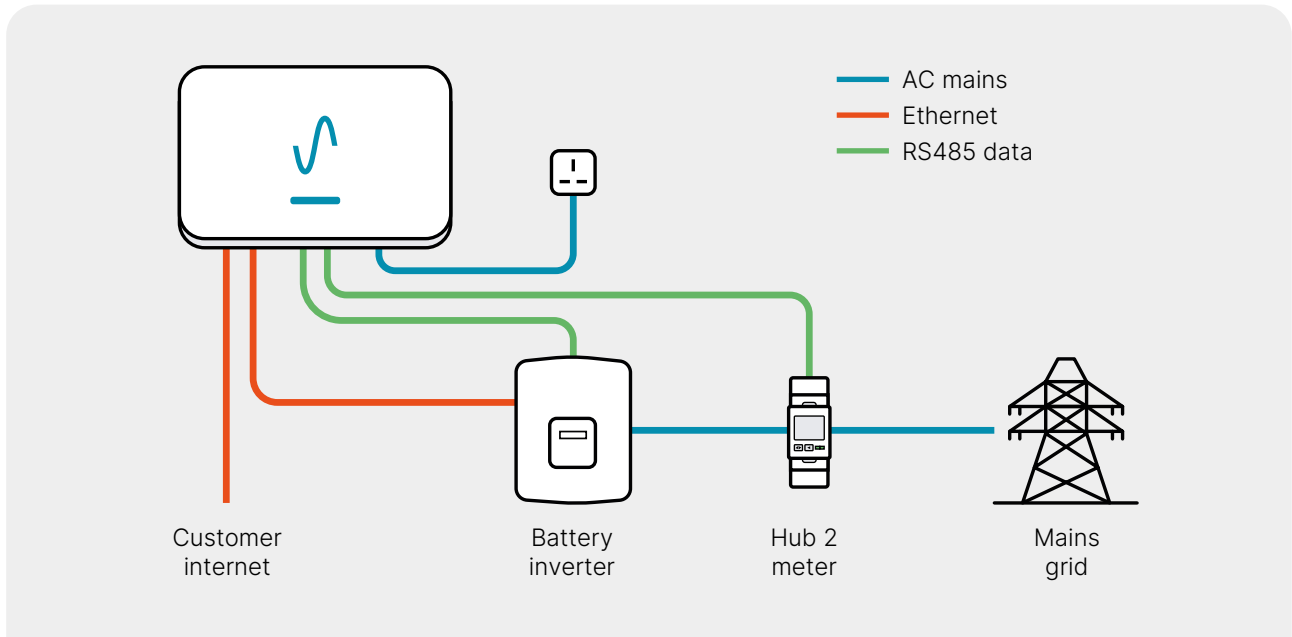 AC mains
Ethernet
RS485 data
Customer
internet
Battery
inverter
Hub 2
meter
Mains
grid